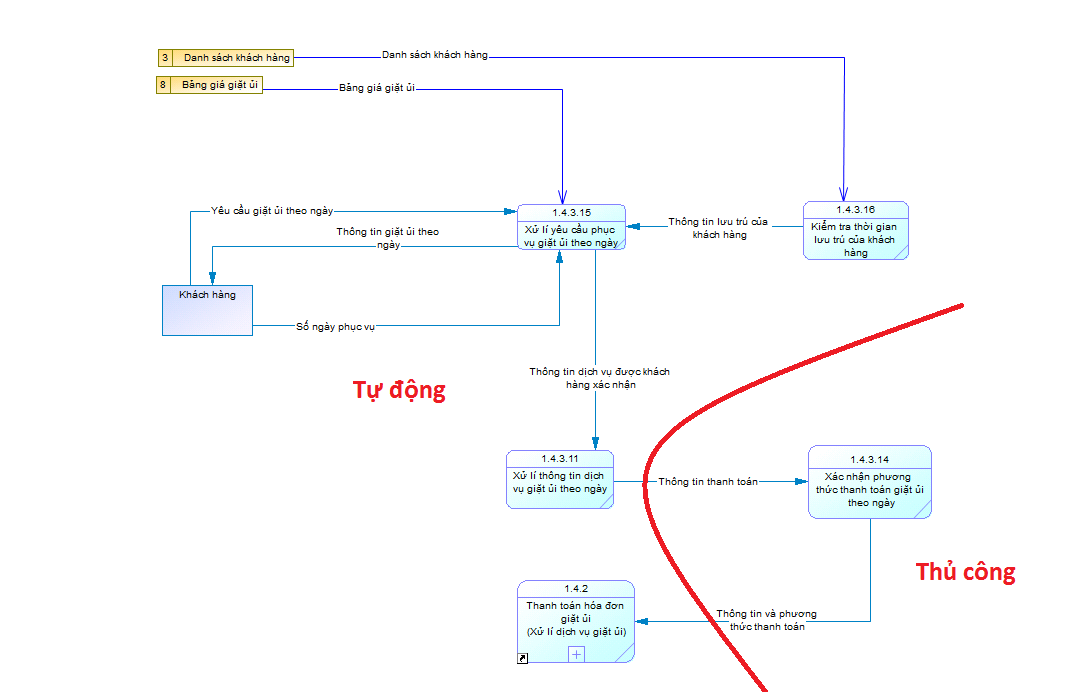 3 Danh sách khách hàng
Danh sách khách hàng
8 Bảng giá giặt ủi
Bảng giá giặt ủi
Yêu cầu giặt ủi theo ngày
1.4.3.15
Xử lí yêu cầu phục
vụ giặt ủi theo ngày
Thông tin lưu trú của
khách hàng
1.4.3.16
Kiểm tra thời gian
lưu trú của khách
hàng
Thông tin giặt ủi theo
ngày
Khách hàng
Số ngày phục vụ
Thông tin dịch vụ được khách
hàng xác nhận
Tự động
1.4.3.11
Xử lí thông tin dịch
vụ giặt ủi theo ngày
Thông tin thanh toán
1.4.3.14
Xác nhận phương
thức thanh toán giặt ủi
theo ngày
Thủ công
1.4.2
Thanh toán hóa đơn
giặt ủi
(Xử lí dịch vụ giặt ủi)
Thông tin và phương
thức thanh toán